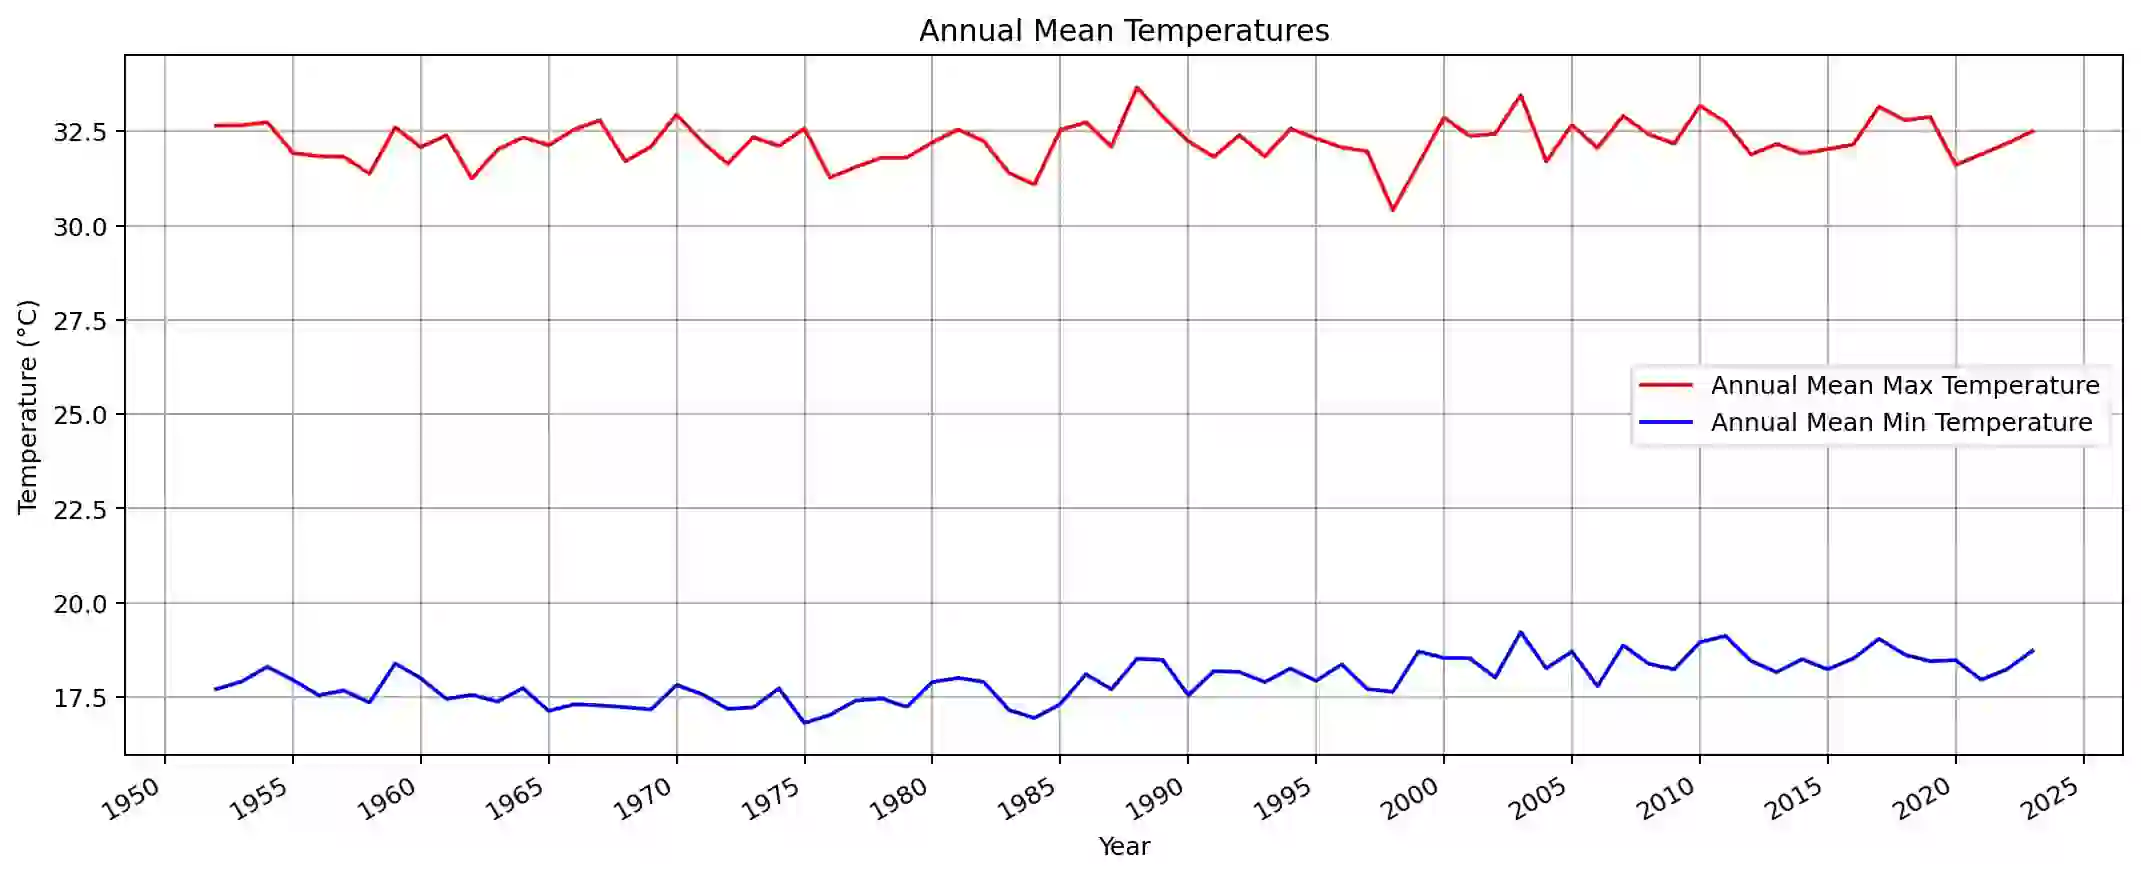 Annual Mean Temperatures
32.5
30.0
27.5
25.0
22.5
20.0
17.5
Temperature (°C)
Annual Mean Max Temperature
Annual Mean Min Temperature
1950 1955 1960 1965 1970 1975 1980 1985 1990 1995 2000 2005 2010 2015 2020 2025
Year